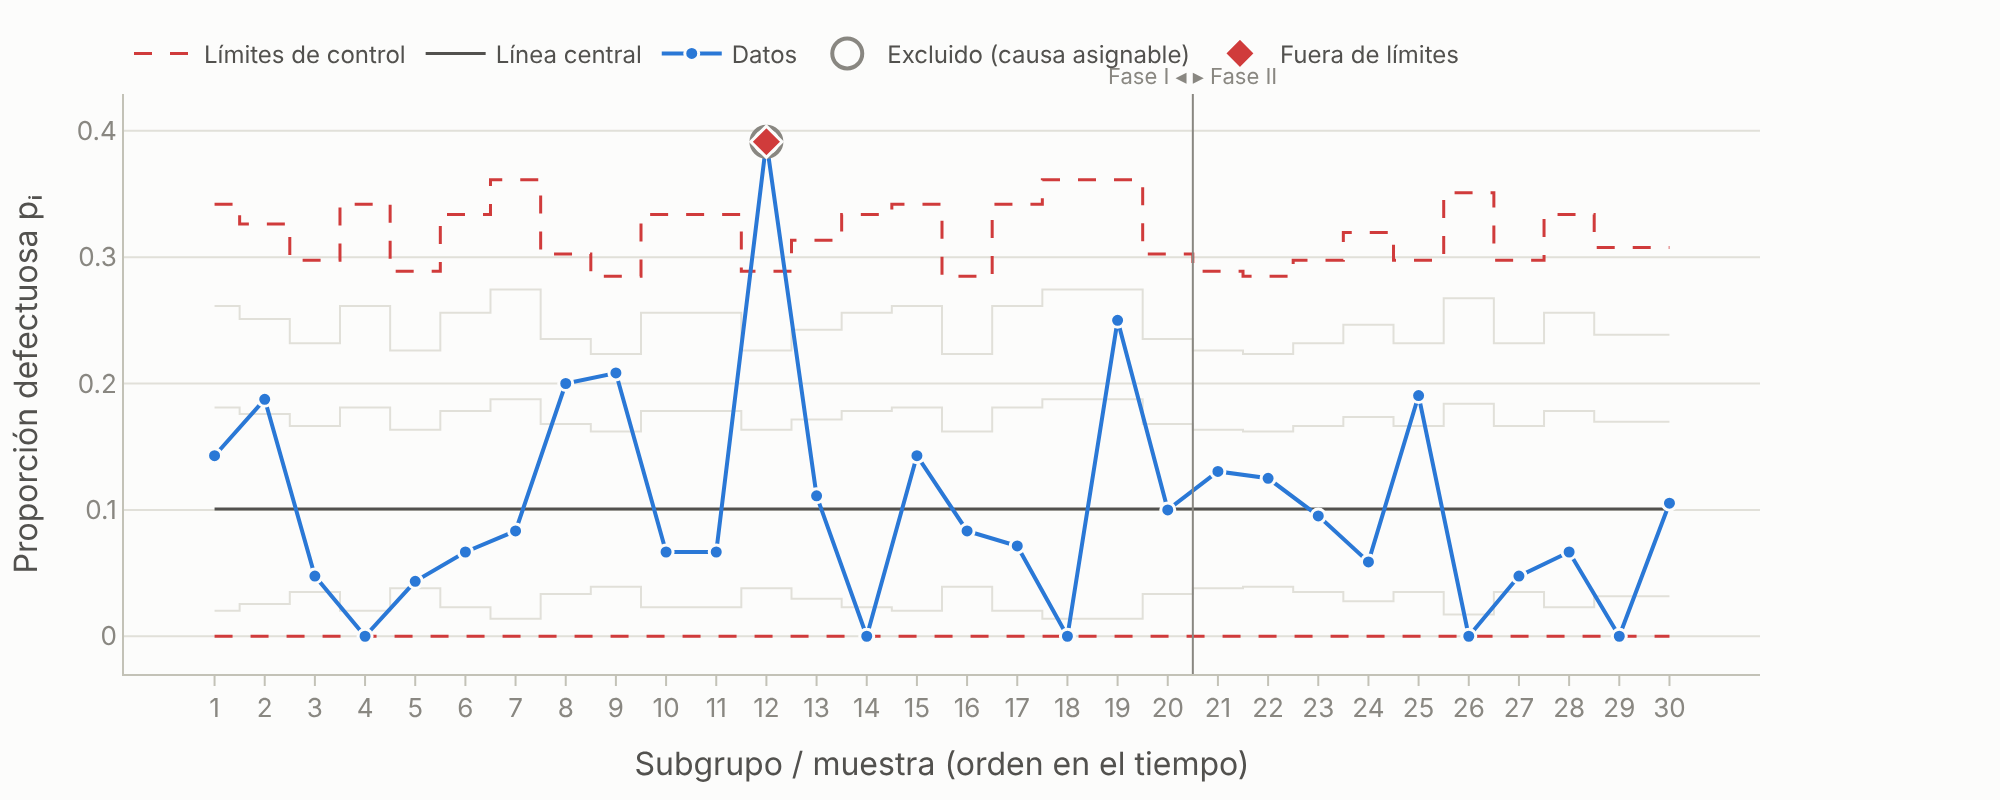 Límites de control Línea central Datos Excluido (causa asignable) Fuera de límites
Fase I ◂ ▸ Fase II
Proporción defectuosa pᵢ
0.4
0.3
0.2
0.1
0
1 2 3 4 5 6 7 8 9 10 11 12 13 14 15 16 17 18 19 20 21 22 23 24 25 26 27 28 29 30
Subgrupo / muestra (orden en el tiempo)